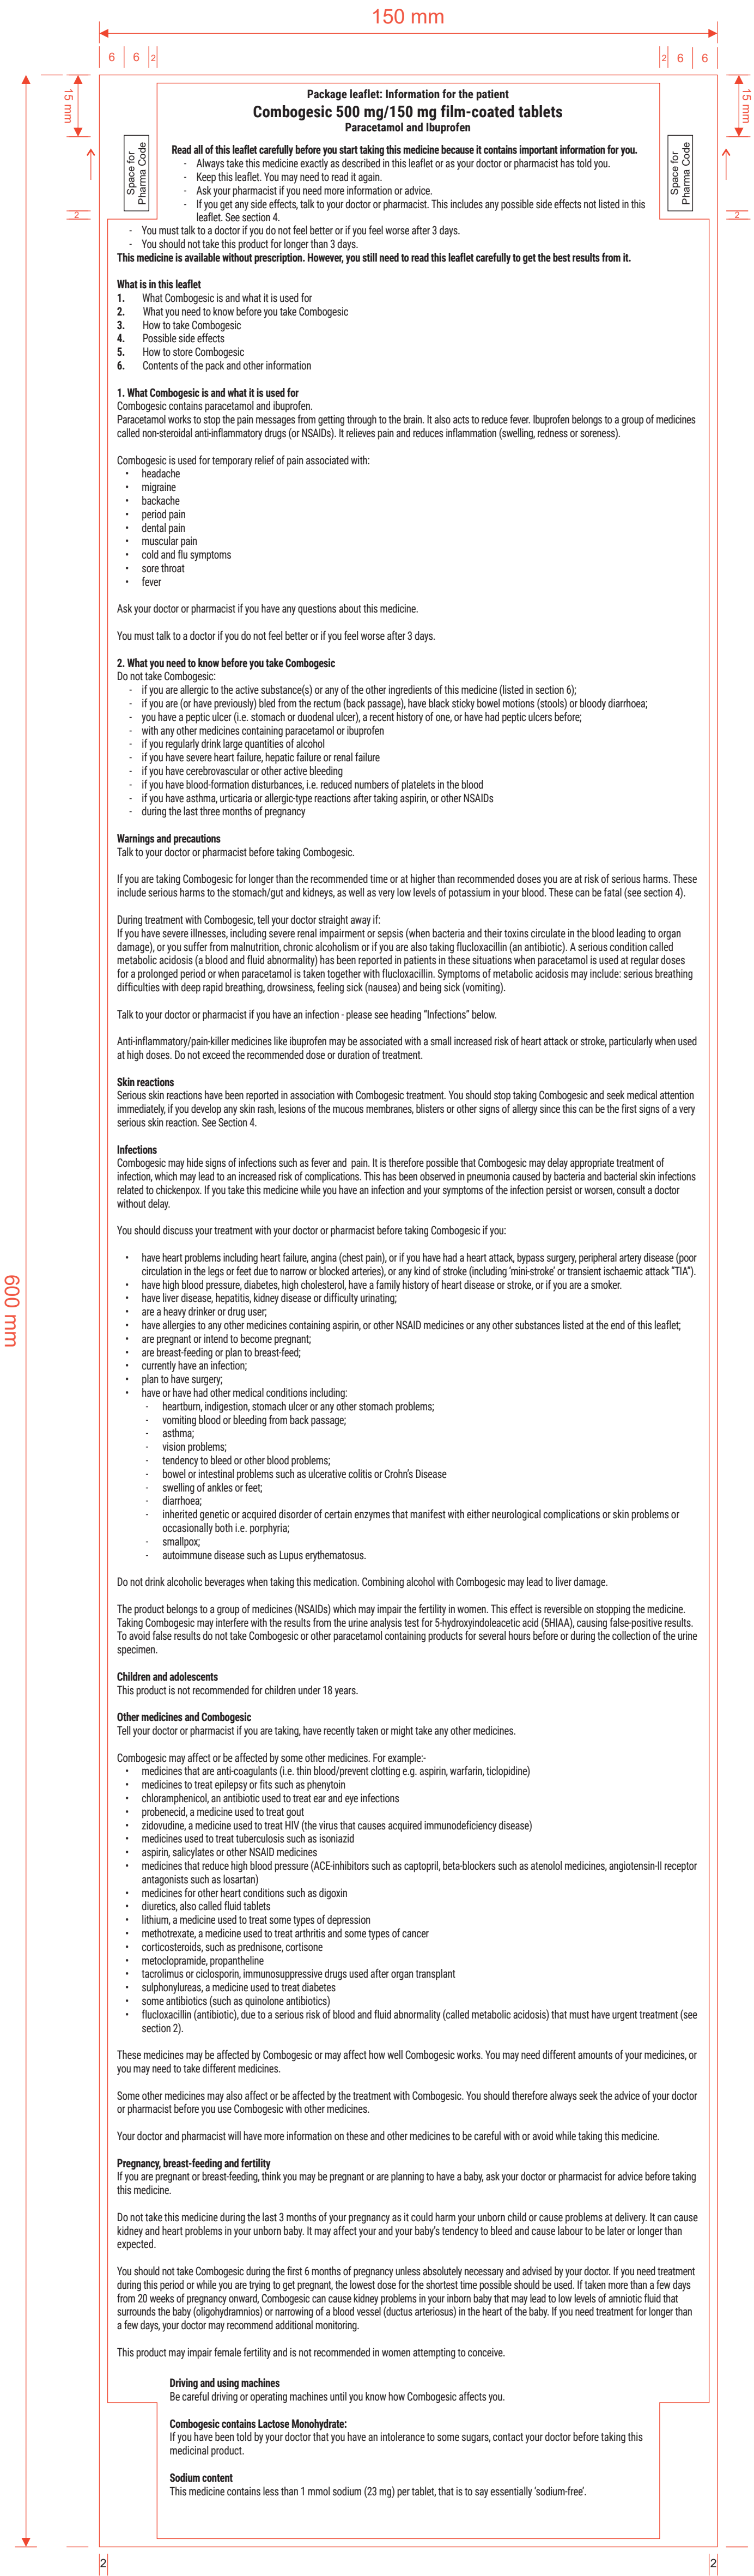 150 mm
6 6 2
2 6 6
15 mm
15 mm
Package leaflet: Information for the patient
Combogesic 500 mg/150 mg film-coated tablets
Paracetamol and Ibuprofen
Space for
Pharma Code
Space for
Pharma Code
2
2
Read all of this leaflet carefully before you start taking this medicine because it contains important information for you.
- Always take this medicine exactly as described in this leaflet or as your doctor or pharmacist has told you.
- Keep this leaflet. You may need to read it again.
- Ask your pharmacist if you need more information or advice.
- If you get any side effects, talk to your doctor or pharmacist. This includes any possible side effects not listed in this
leaflet. See section 4.
- You must talk to a doctor if you do not feel better or if you feel worse after 3 days.
- You should not take this product for longer than 3 days.
This medicine is available without prescription. However, you still need to read this leaflet carefully to get the best results from it.
What is in this leaflet
1. What Combogesic is and what it is used for
2. What you need to know before you take Combogesic
3. How to take Combogesic
4. Possible side effects
5. How to store Combogesic
6. Contents of the pack and other information
1. What Combogesic is and what it is used for
Combogesic contains paracetamol and ibuprofen.
Paracetamol works to stop the pain messages from getting through to the brain. It also acts to reduce fever. Ibuprofen belongs to a group of medicines
called non-steroidal anti-inflammatory drugs (or NSAIDs). It relieves pain and reduces inflammation (swelling, redness or soreness).
Combogesic is used for temporary relief of pain associated with:
• headache
• migraine
• backache
• period pain
• dental pain
• muscular pain
• cold and flu symptoms
• sore throat
• fever
Ask your doctor or pharmacist if you have any questions about this medicine.
You must talk to a doctor if you do not feel better or if you feel worse after 3 days.
2. What you need to know before you take Combogesic
Do not take Combogesic:
- if you are allergic to the active substance(s) or any of the other ingredients of this medicine (listed in section 6);
- if you are (or have previously) bled from the rectum (back passage), have black sticky bowel motions (stools) or bloody diarrhoea;
- you have a peptic ulcer (i.e. stomach or duodenal ulcer), a recent history of one, or have had peptic ulcers before;
- with any other medicines containing paracetamol or ibuprofen
- if you regularly drink large quantities of alcohol
- if you have severe heart failure, hepatic failure or renal failure
- if you have cerebrovascular or other active bleeding
- if you have blood-formation disturbances, i.e. reduced numbers of platelets in the blood
- if you have asthma, urticaria or allergic-type reactions after taking aspirin, or other NSAIDs
- during the last three months of pregnancy
Warnings and precautions
Talk to your doctor or pharmacist before taking Combogesic.
If you are taking Combogesic for longer than the recommended time or at higher than recommended doses you are at risk of serious harms. These
include serious harms to the stomach/gut and kidneys, as well as very low levels of potassium in your blood. These can be fatal (see section 4).
During treatment with Combogesic, tell your doctor straight away if:
If you have severe illnesses, including severe renal impairment or sepsis (when bacteria and their toxins circulate in the blood leading to organ
damage), or you suffer from malnutrition, chronic alcoholism or if you are also taking flucloxacillin (an antibiotic). A serious condition called
metabolic acidosis (a blood and fluid abnormality) has been reported in patients in these situations when paracetamol is used at regular doses
for a prolonged period or when paracetamol is taken together with flucloxacillin. Symptoms of metabolic acidosis may include: serious breathing
difficulties with deep rapid breathing, drowsiness, feeling sick (nausea) and being sick (vomiting).
Talk to your doctor or pharmacist if you have an infection - please see heading “Infections” below.
Anti-inflammatory/pain-killer medicines like ibuprofen may be associated with a small increased risk of heart attack or stroke, particularly when used
at high doses. Do not exceed the recommended dose or duration of treatment.
Skin reactions
Serious skin reactions have been reported in association with Combogesic treatment. You should stop taking Combogesic and seek medical attention
immediately, if you develop any skin rash, lesions of the mucous membranes, blisters or other signs of allergy since this can be the first signs of a very
serious skin reaction. See Section 4.
Infections
Combogesic may hide signs of infections such as fever and pain. It is therefore possible that Combogesic may delay appropriate treatment of
infection, which may lead to an increased risk of complications. This has been observed in pneumonia caused by bacteria and bacterial skin infections
related to chickenpox. If you take this medicine while you have an infection and your symptoms of the infection persist or worsen, consult a doctor
without delay.
You should discuss your treatment with your doctor or pharmacist before taking Combogesic if you:
• have heart problems including heart failure, angina (chest pain), or if you have had a heart attack, bypass surgery, peripheral artery disease (poor
circulation in the legs or feet due to narrow or blocked arteries), or any kind of stroke (including ‘mini-stroke’ or transient ischaemic attack “TIA”).
• have high blood pressure, diabetes, high cholesterol, have a family history of heart disease or stroke, or if you are a smoker.
• have liver disease, hepatitis, kidney disease or difficulty urinating;
• are a heavy drinker or drug user;
• have allergies to any other medicines containing aspirin, or other NSAID medicines or any other substances listed at the end of this leaflet;
• are pregnant or intend to become pregnant;
• are breast-feeding or plan to breast-feed;
• currently have an infection;
• plan to have surgery;
• have or have had other medical conditions including:
- heartburn, indigestion, stomach ulcer or any other stomach problems;
- vomiting blood or bleeding from back passage;
- asthma;
- vision problems;
- tendency to bleed or other blood problems;
- bowel or intestinal problems such as ulcerative colitis or Crohn’s Disease
- swelling of ankles or feet;
- diarrhoea;
- inherited genetic or acquired disorder of certain enzymes that manifest with either neurological complications or skin problems or
occasionally both i.e. porphyria;
- smallpox;
- autoimmune disease such as Lupus erythematosus.
600 mm
Do not drink alcoholic beverages when taking this medication. Combining alcohol with Combogesic may lead to liver damage.
The product belongs to a group of medicines (NSAIDs) which may impair the fertility in women. This effect is reversible on stopping the medicine.
Taking Combogesic may interfere with the results from the urine analysis test for 5-hydroxyindoleacetic acid (5HIAA), causing false-positive results.
To avoid false results do not take Combogesic or other paracetamol containing products for several hours before or during the collection of the urine
specimen.
Children and adolescents
This product is not recommended for children under 18 years.
Other medicines and Combogesic
Tell your doctor or pharmacist if you are taking, have recently taken or might take any other medicines.
Combogesic may affect or be affected by some other medicines. For example:-
• medicines that are anti-coagulants (i.e. thin blood/prevent clotting e.g. aspirin, warfarin, ticlopidine)
• medicines to treat epilepsy or fits such as phenytoin
• chloramphenicol, an antibiotic used to treat ear and eye infections
• probenecid, a medicine used to treat gout
• zidovudine, a medicine used to treat HIV (the virus that causes acquired immunodeficiency disease)
• medicines used to treat tuberculosis such as isoniazid
• aspirin, salicylates or other NSAID medicines
• medicines that reduce high blood pressure (ACE-inhibitors such as captopril, beta-blockers such as atenolol medicines, angiotensin-II receptor
antagonists such as losartan)
• medicines for other heart conditions such as digoxin
• diuretics, also called fluid tablets
• lithium, a medicine used to treat some types of depression
• methotrexate, a medicine used to treat arthritis and some types of cancer
• corticosteroids, such as prednisone, cortisone
• metoclopramide, propantheline
• tacrolimus or ciclosporin, immunosuppressive drugs used after organ transplant
• sulphonylureas, a medicine used to treat diabetes
• some antibiotics (such as quinolone antibiotics)
• flucloxacillin (antibiotic), due to a serious risk of blood and fluid abnormality (called metabolic acidosis) that must have urgent treatment (see
section 2).
These medicines may be affected by Combogesic or may affect how well Combogesic works. You may need different amounts of your medicines, or
you may need to take different medicines.
Some other medicines may also affect or be affected by the treatment with Combogesic. You should therefore always seek the advice of your doctor
or pharmacist before you use Combogesic with other medicines.
Your doctor and pharmacist will have more information on these and other medicines to be careful with or avoid while taking this medicine.
Pregnancy, breast-feeding and fertility
If you are pregnant or breast-feeding, think you may be pregnant or are planning to have a baby, ask your doctor or pharmacist for advice before taking
this medicine.
Do not take this medicine during the last 3 months of your pregnancy as it could harm your unborn child or cause problems at delivery. It can cause
kidney and heart problems in your unborn baby. It may affect your and your baby’s tendency to bleed and cause labour to be later or longer than
expected.
You should not take Combogesic during the first 6 months of pregnancy unless absolutely necessary and advised by your doctor. If you need treatment
during this period or while you are trying to get pregnant, the lowest dose for the shortest time possible should be used. If taken more than a few days
from 20 weeks of pregnancy onward, Combogesic can cause kidney problems in your inborn baby that may lead to low levels of amniotic fluid that
surrounds the baby (oligohydramnios) or narrowing of a blood vessel (ductus arteriosus) in the heart of the baby. If you need treatment for longer than
a few days, your doctor may recommend additional monitoring.
This product may impair female fertility and is not recommended in women attempting to conceive.
Driving and using machines
Be careful driving or operating machines until you know how Combogesic affects you.
Combogesic contains Lactose Monohydrate:
If you have been told by your doctor that you have an intolerance to some sugars, contact your doctor before taking this
medicinal product.
Sodium content
This medicine contains less than 1 mmol sodium (23 mg) per tablet, that is to say essentially ‘sodium-free’.
2
2